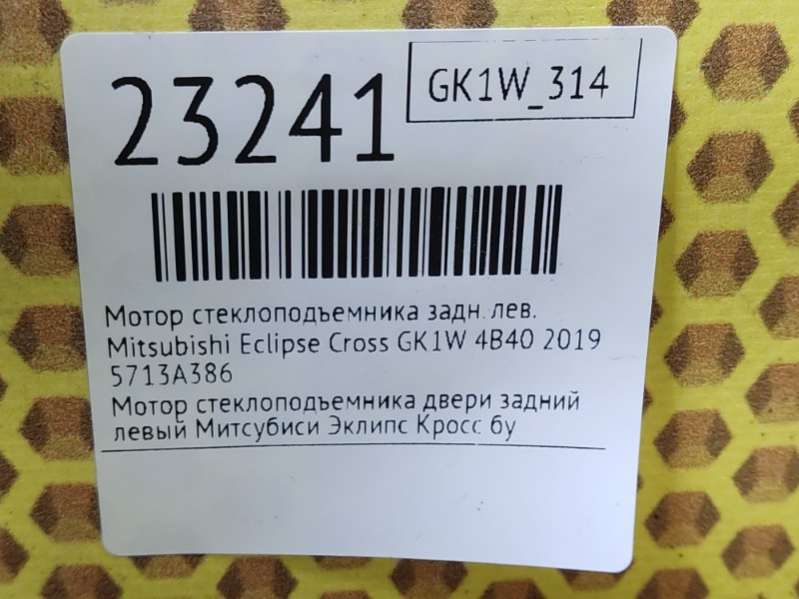 23241
GK1W_314
Мотор стеклоподъемника задн. лев.
Mitsubishi Eclipse Cross GK1W 4B40 2019
5713A386
Мотор стеклоподъемника двери задний
левый Митсубиси Эклипс Кросс бу